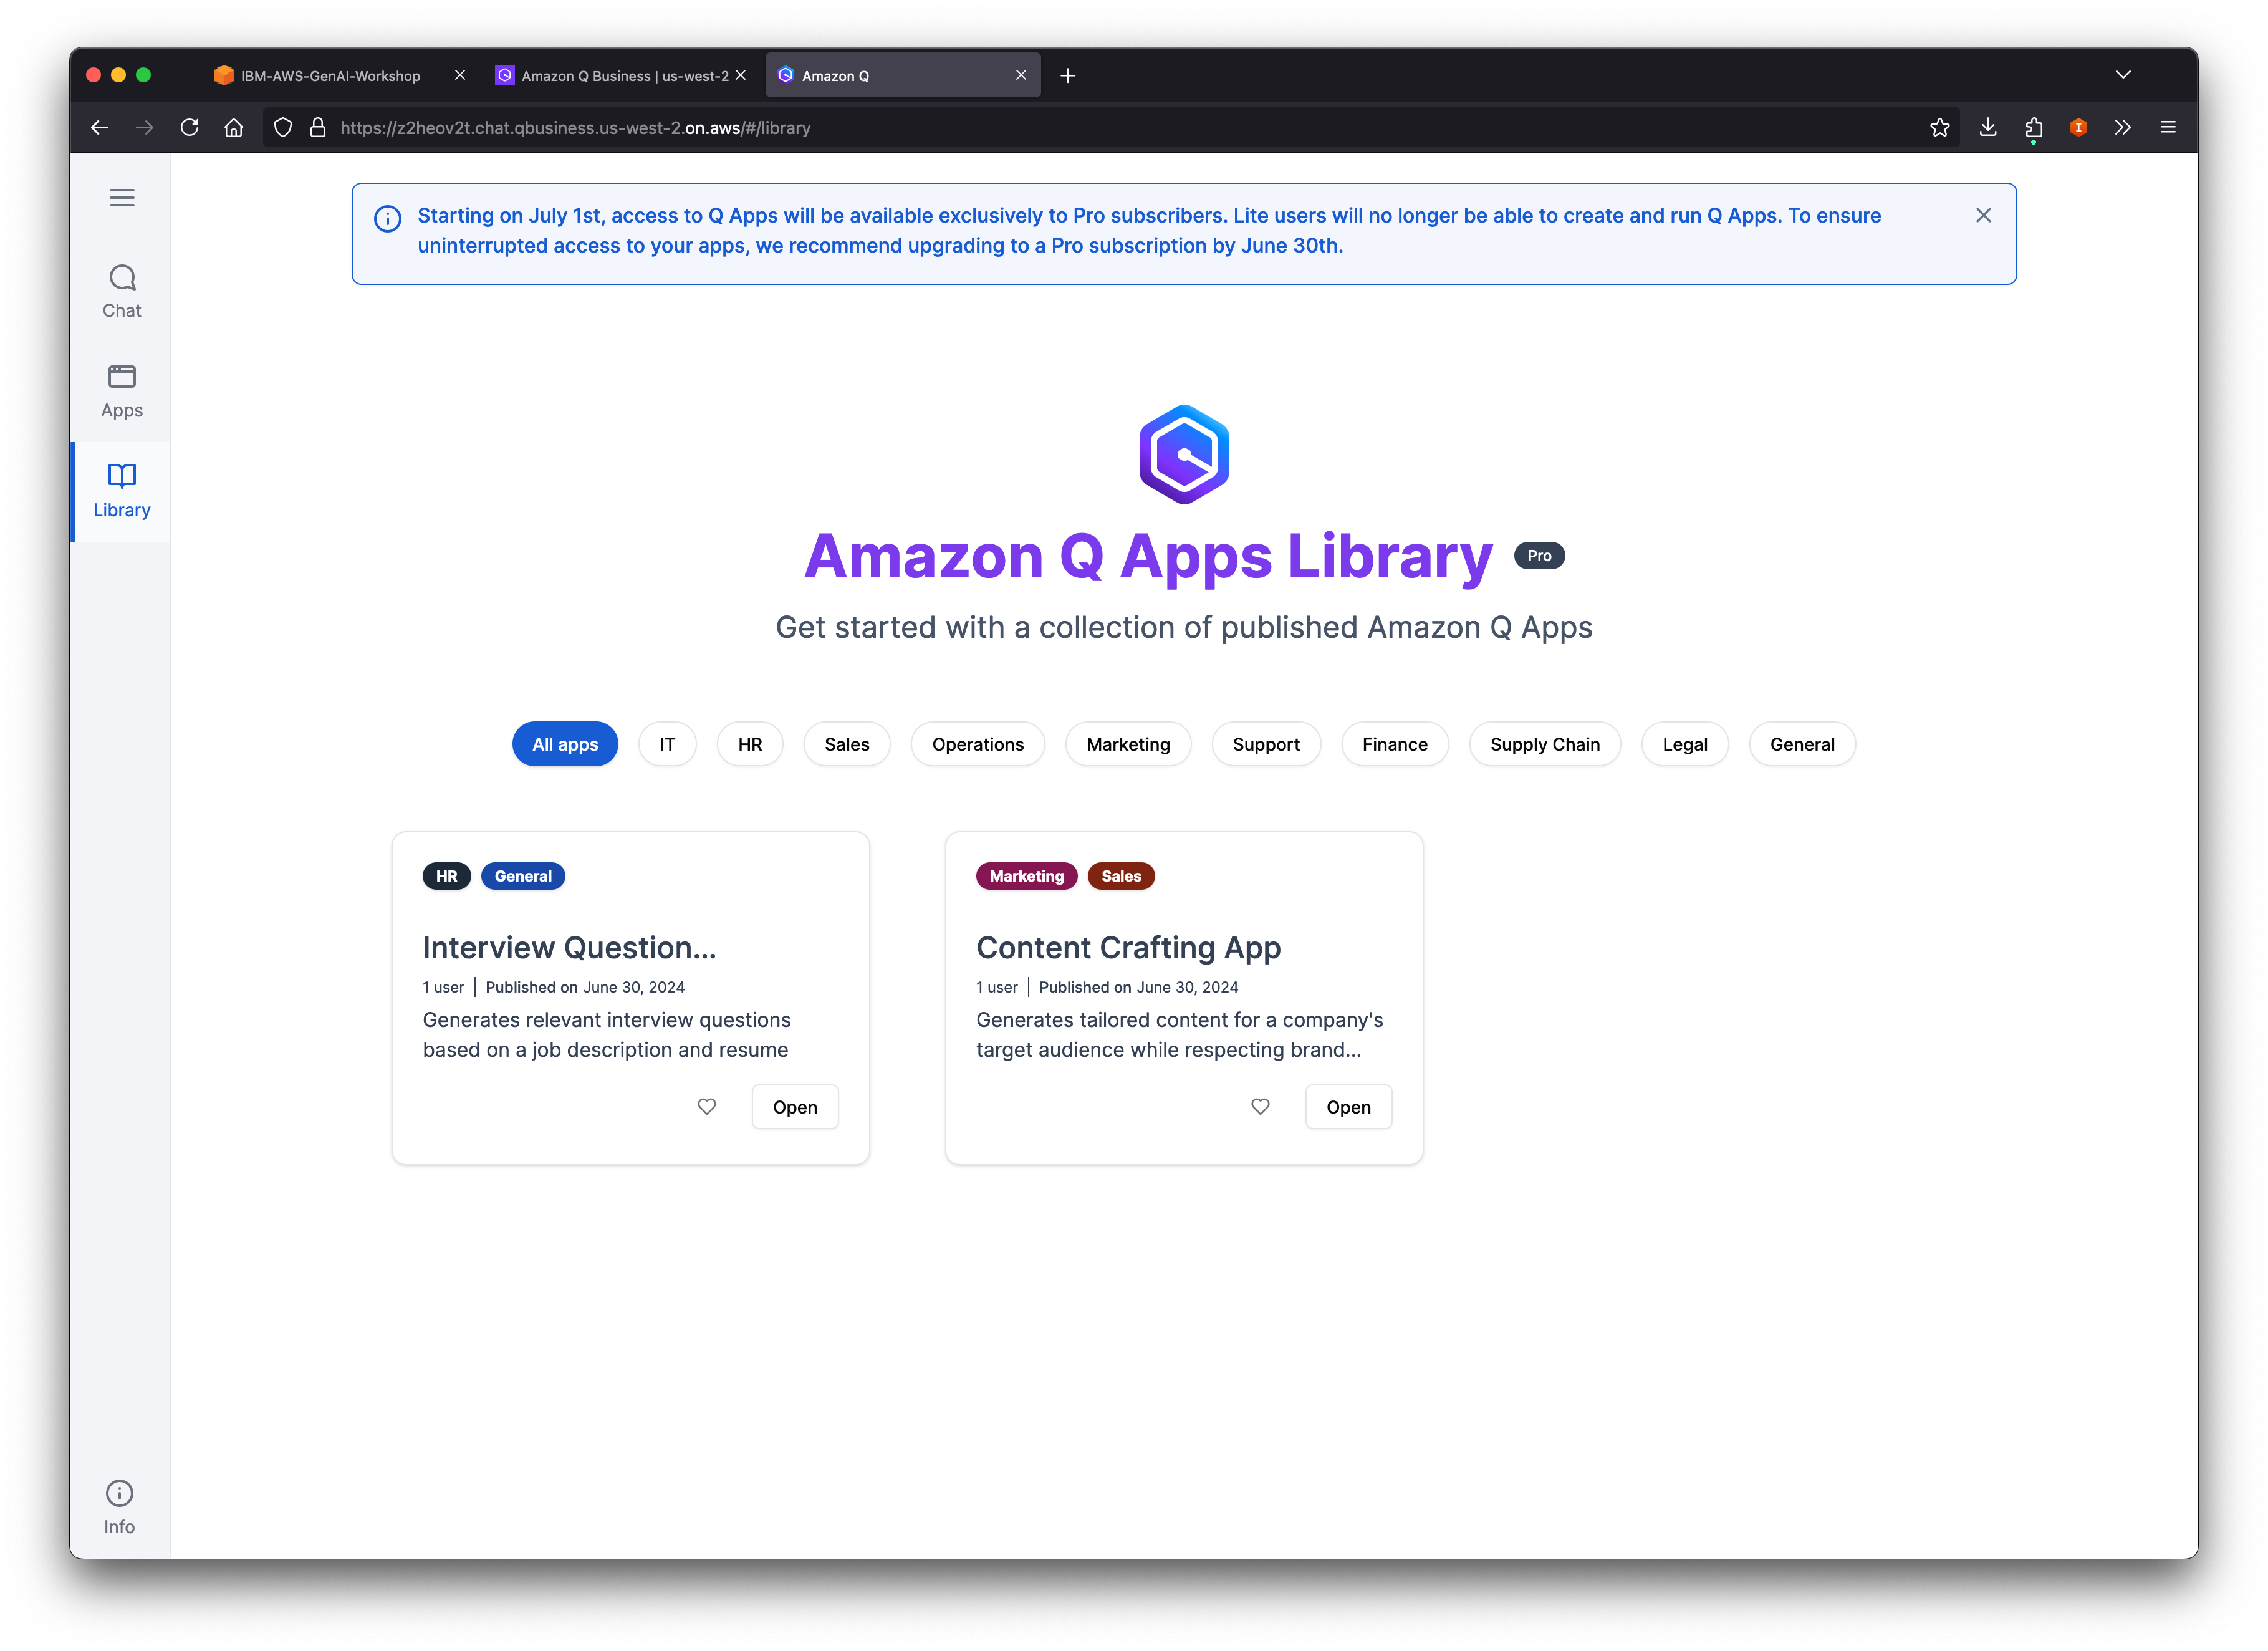 IBM-AWS-GenAI-Workshop
Amazon Q Business | us-west-2
Amazon Q
https://z2heov2t.chat.qbusiness.us-west-2.on.aws/#/library
Starting on July 1st, access to Q Apps will be available exclusively to Pro subscribers. Lite users will no longer be able to create and run Q Apps. To ensure
uninterrupted access to your apps, we recommend upgrading to a Pro subscription by June 30th.
Chat
Apps
Library
Amazon Q Apps Library Pro
Get started with a collection of published Amazon Q Apps
All apps IT HR Sales Operations Marketing Support Finance Supply Chain Legal General
HR General
Interview Question...
1 user | Published on June 30, 2024
Generates relevant interview questions
based on a job description and resume
Open
Marketing Sales
Content Crafting App
1 user | Published on June 30, 2024
Generates tailored content for a company's
target audience while respecting brand...
Open
Info